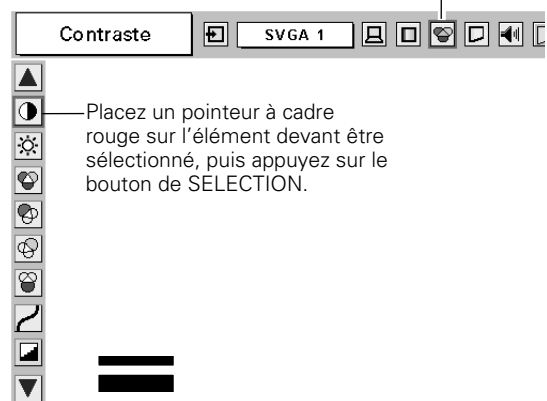 Contraste
SVGA 1
Placez un pointeur à cadre
rouge sur l’élément devant être
sélectionné, puis appuyez sur le
bouton de SELECTION.